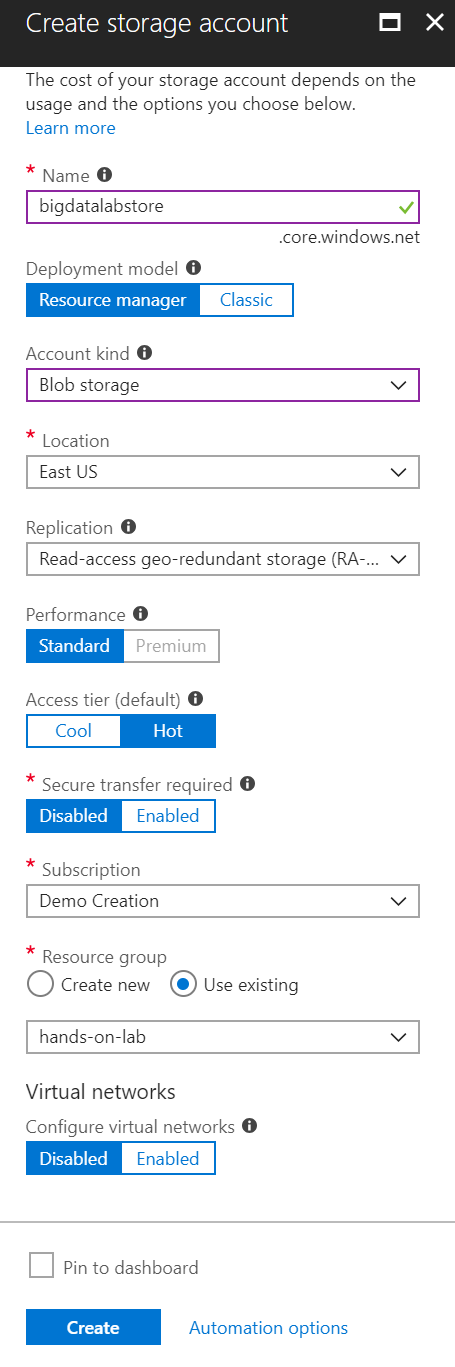 Create storage account
The cost of your storage account depends on the
usage and the options you choose below.
Learn more
* Name
bigdatalabstore
.core.windows.net
Deployment model
Resource manager Classic
Account kind
Blob storage
* Location
East US
Replication
Read-access geo-redundant storage (RA-...
Performance
Standard Premium
Access tier (default)
Cool Hot
* Secure transfer required
Disabled Enabled
* Subscription
Demo Creation
* Resource group
Create new Use existing
hands-on-lab
Virtual networks
Configure virtual networks
Disabled Enabled
Pin to dashboard
Create Automation options